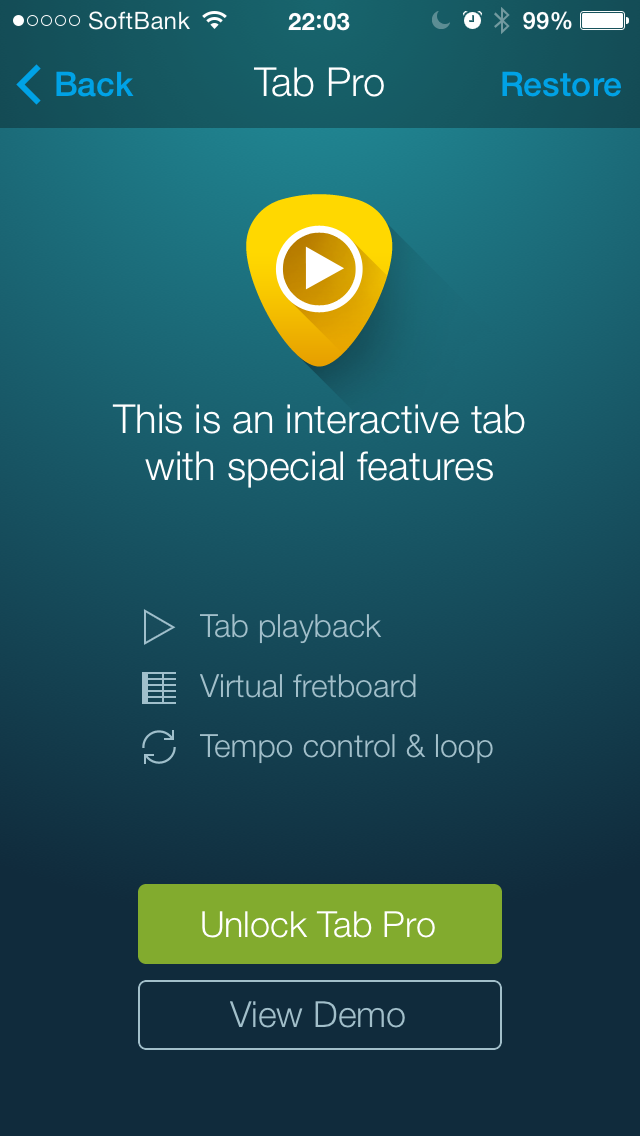 SoftBank 22:03 99%
Back Tab Pro Restore
This is an interactive tab
with special features
Tab playback
Virtual fretboard
Tempo control & loop
Unlock Tab Pro
View Demo